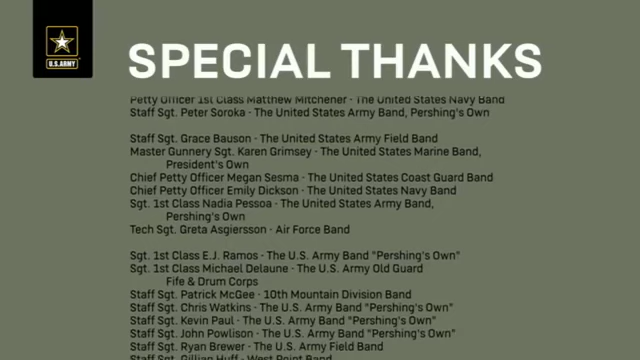 U.S. ARMY
SPECIAL THANKS
Petty Officer 1st Class Matthew Mitchener - The United States Navy Band
Staff Sgt. Peter Soroka - The United States Army Band, Pershing's Own
Staff Sgt. Grace Bauson - The United States Army Field Band
Master Gunnery Sgt. Karen Grimsey - The United States Marine Band,
President's Own
Chief Petty Officer Megan Sesma - The United States Coast Guard Band
Chief Petty Officer Emily Dickson - The United States Navy Band
Sgt. 1st Class Nadia Pessoa - The United States Army Band,
Pershing's Own
Tech Sgt. Greta Asgiersson - Air Force Band
Sgt. 1st Class E.J. Ramos - The U.S. Army Band "Pershing's Own"
Sgt. 1st Class Michael Delaune - The U.S. Army Old Guard
Fife & Drum Corps
Staff Sgt. Patrick McGee - 10th Mountain Division Band
Staff Sgt. Chris Watkins - The U.S. Army Band "Pershing's Own"
Staff Sgt. Kevin Paul - The U.S. Army Band "Pershing's Own"
Staff Sgt. John Powlison - The U.S. Army Band "Pershing's Own"
Staff Sgt. Ryan Brewer - The U.S. Army Field Band
Staff Sgt. Gillian Huff - West Point Band